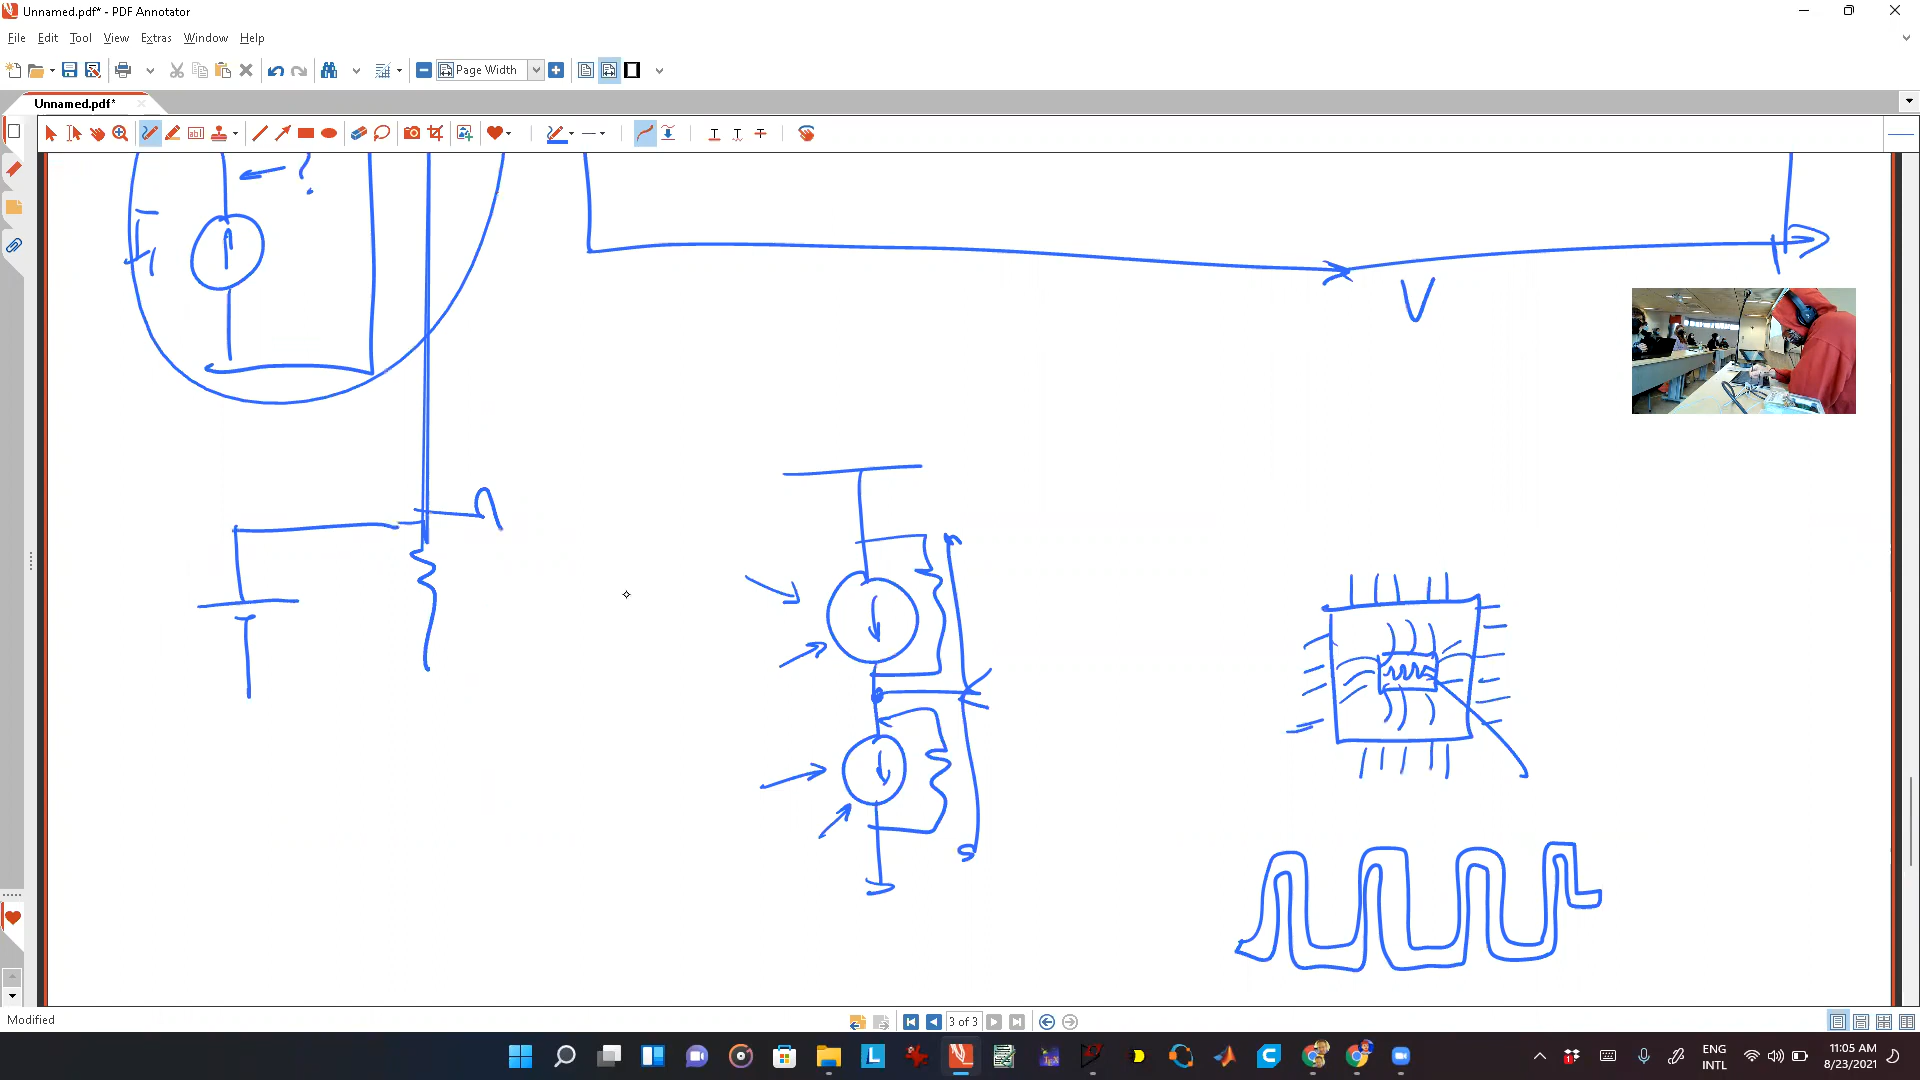 Unnamed.pdf* - PDF Annotator
File Edit Tool View Extras Window Help
Page Width
Unnamed.pdf*
?
V
Modified
3 of 3
ENG
INTL
11:05 AM
8/23/2021